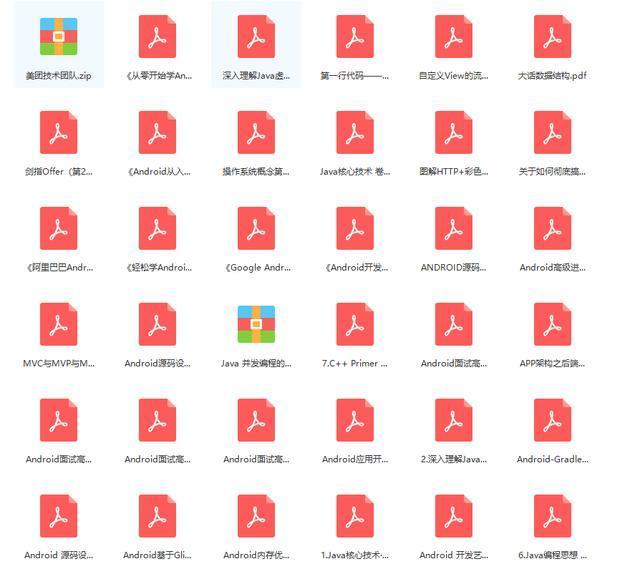 美团技术团队.zip
《从零开始学An...
深入理解Java虚...
第一行代码——...
自定义View的流...
大话数据结构.pdf
剑指Offer（第2...
《Android从入...
操作系统概念第...
Java核心技术 卷...
图解HTTP+彩色...
关于如何彻底搞...
《阿里巴巴Andr...
《轻松学Androi...
《Google Andr...
《Android开发...
ANDROID源码...
Android高级进...
MVC与MVP与M...
Android源码设...
Java 并发编程的...
7.C++ Primer ...
Android面试高...
APP架构之后端...
Android面试高...
Android面试高...
Android面试高...
Android应用开...
2.深入理解Java...
Android-Gradle...
Android 源码设...
Android基于Gli...
Android内存优...
1.Java核心技术·...
Android 开发艺...
6.Java编程思想 ...